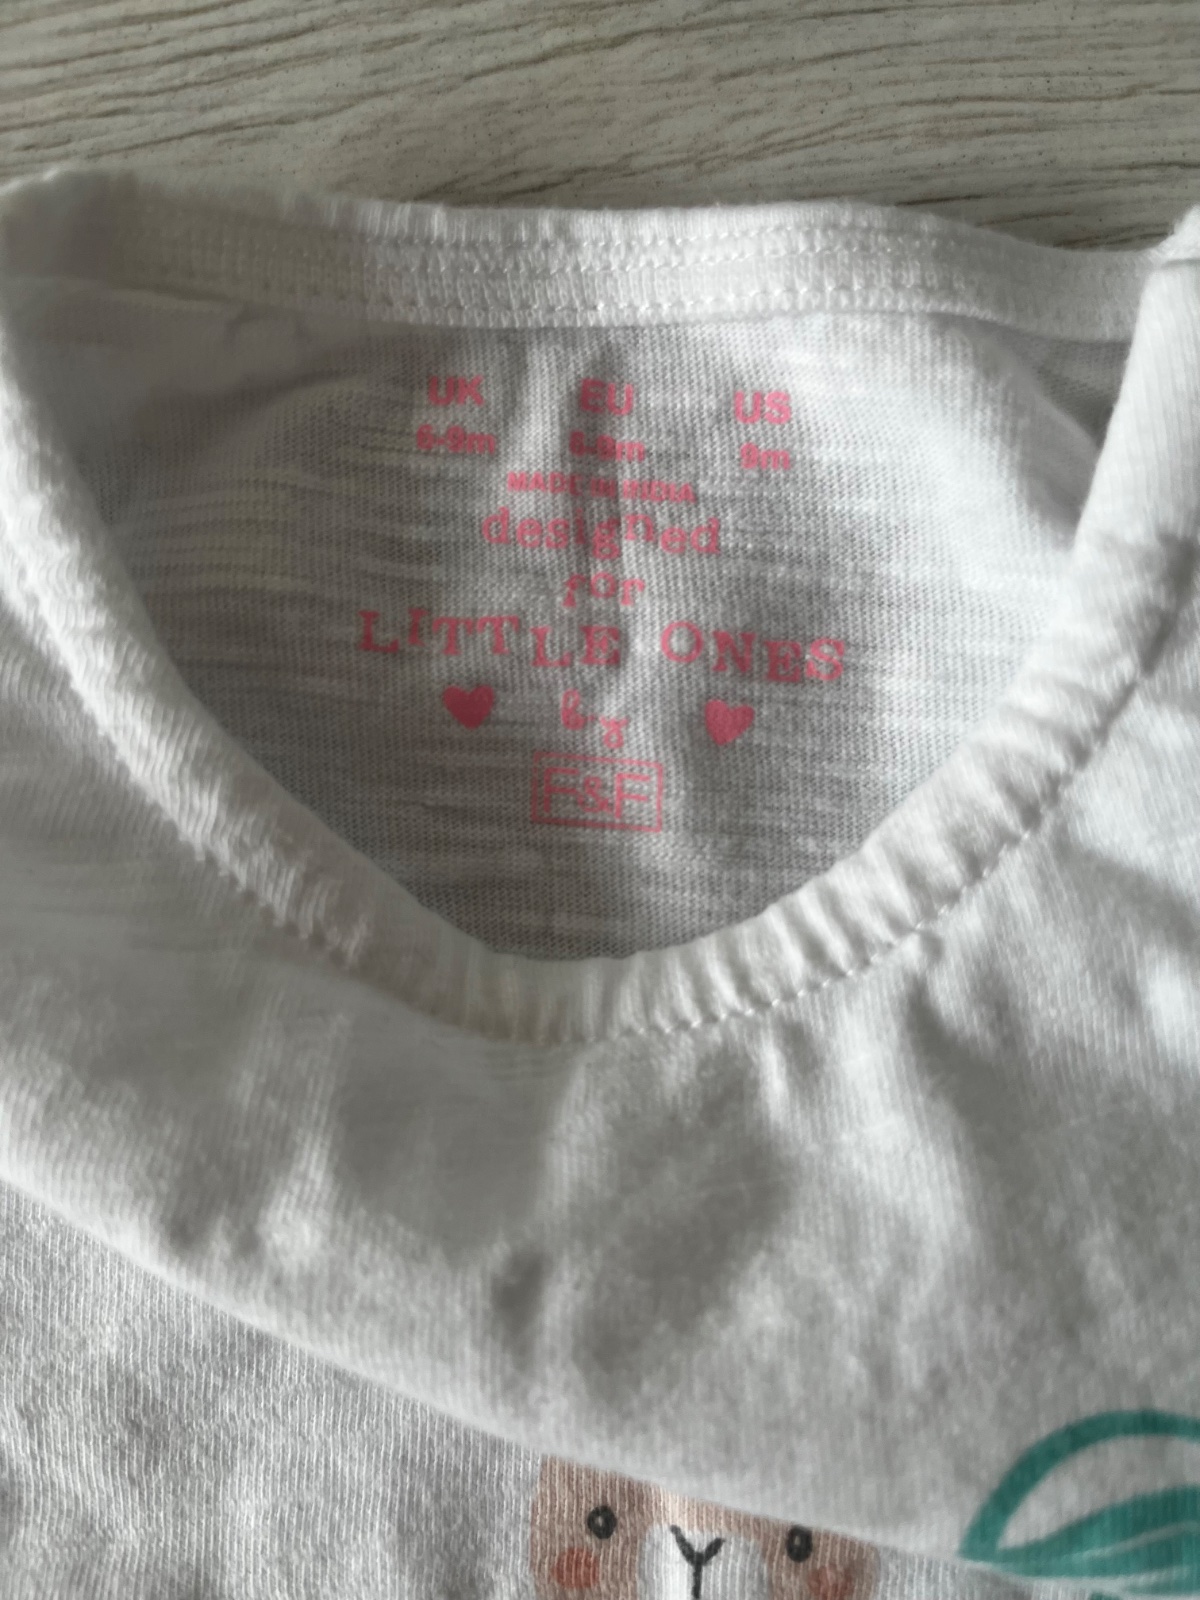 UK EU US
6-9m 6-9m 9m
MADE IN INDIA
designed
for
LITTLE ONES
by
F&F